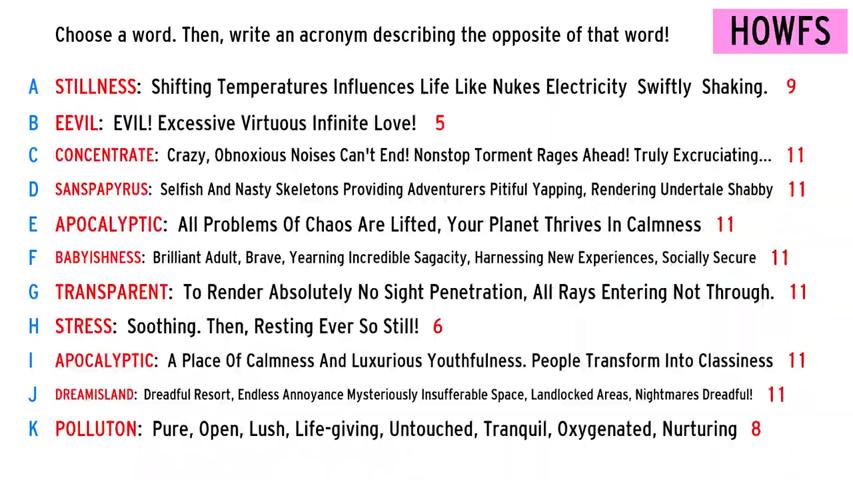 Choose a word. Then, write an acronym describing the opposite of that word!
HOWFS
A STILLNESS: Shifting Temperatures Influences Life Like Nukes Electricity Swiftly Shaking. 9
B EEVIL: EVIL! Excessive Virtuous Infinite Love! 5
C CONCENTRATE: Crazy, Obnoxious Noises Can't End! Nonstop Torment Rages Ahead! Truly Excruciating... 11
D SANSPAPYRUS: Selfish And Nasty Skeletons Providing Adventurers Pitiful Yapping, Rendering Undertale Shabby 11
E APOCALYPTIC: All Problems Of Chaos Are Lifted, Your Planet Thrives In Calmness 11
F BABYISHNESS: Brilliant Adult, Brave, Yearning Incredible Sagacity, Harnessing New Experiences, Socially Secure 11
G TRANSPARENT: To Render Absolutely No Sight Penetration, All Rays Entering Not Through. 11
H STRESS: Soothing. Then, Resting Ever So Still! 6
I APOCALYPTIC: A Place Of Calmness And Luxurious Youthfulness. People Transform Into Classiness 11
J DREAMISLAND: Dreadful Resort, Endless Annoyance Mysteriously Insufferable Space, Landlocked Areas, Nightmares Dreadful! 11
K POLLUTON: Pure, Open, Lush, Life-giving, Untouched, Tranquil, Oxygenated, Nurturing 8